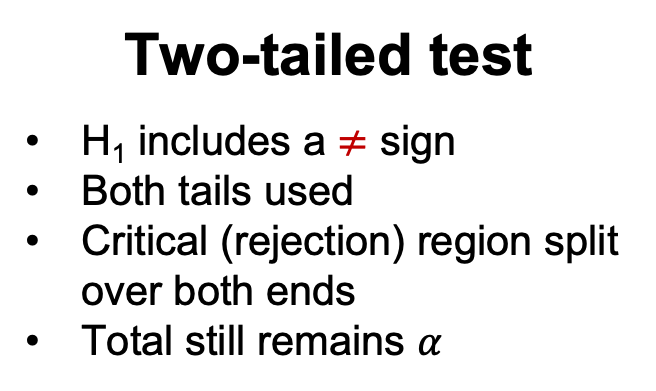 Two-tailed test
• H₁ includes a ≠ sign
• Both tails used
• Critical (rejection) region split
over both ends
• Total still remains 𝛼